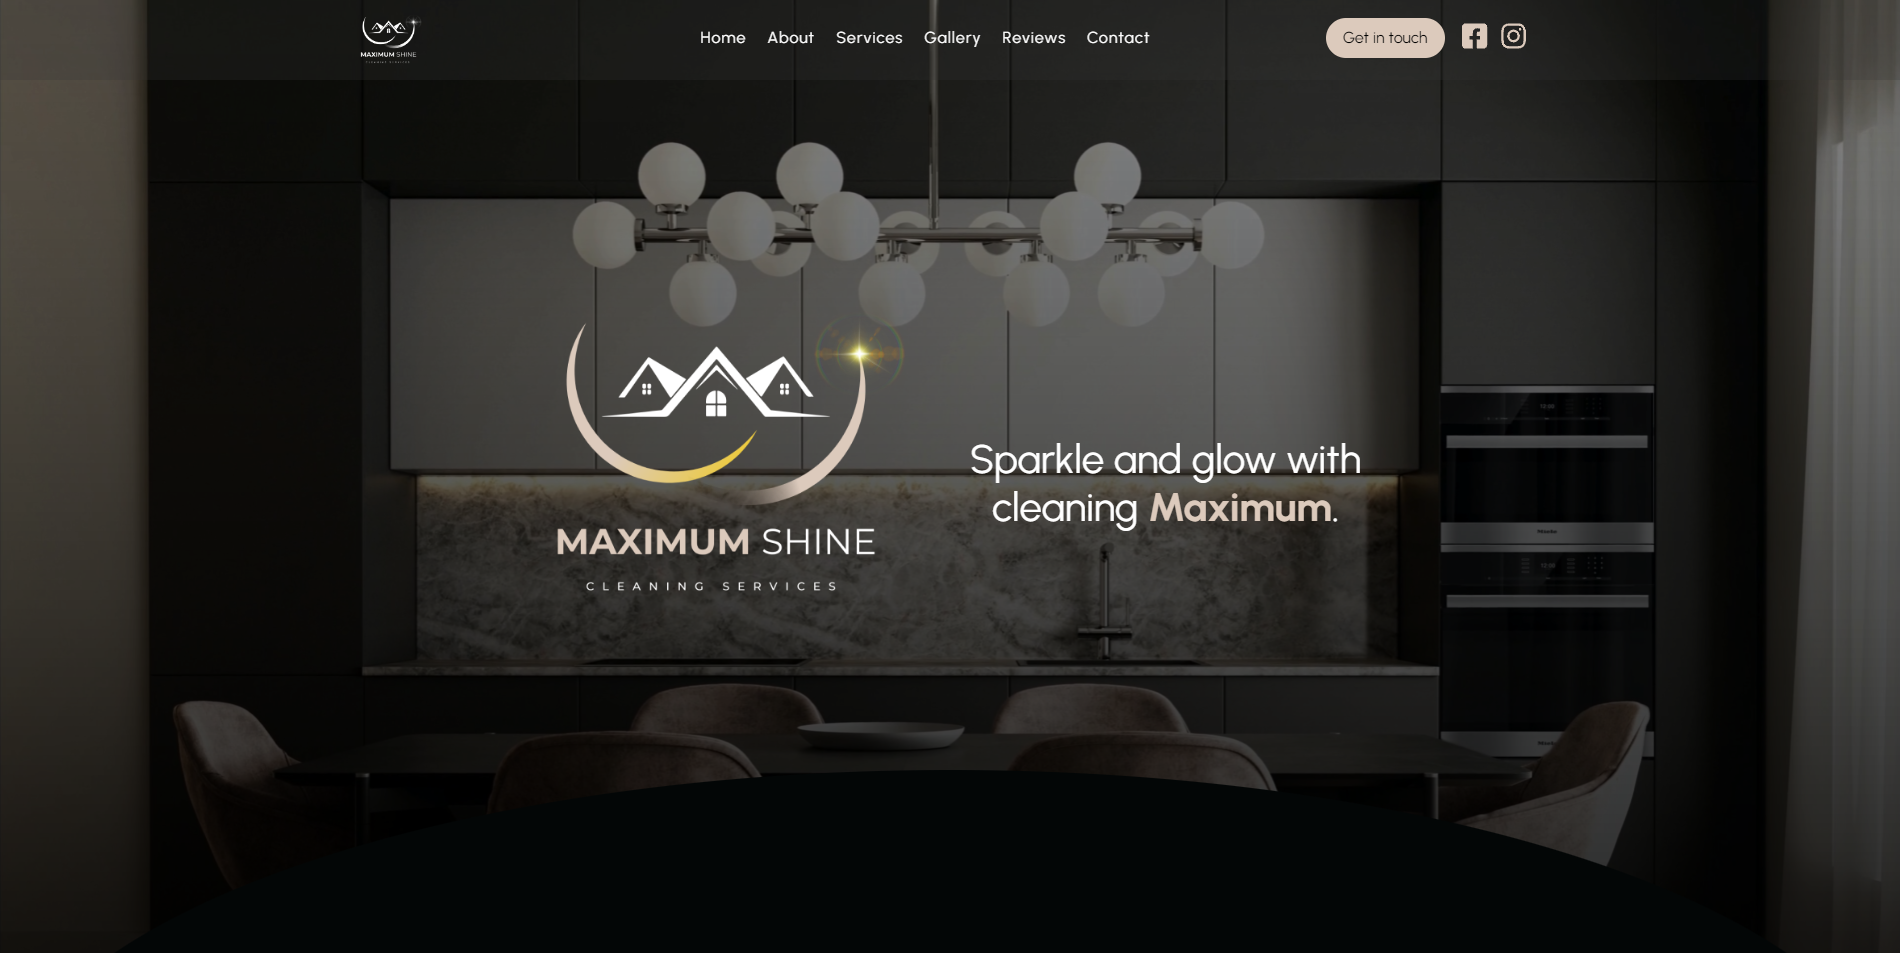 MAXIMUM SHINE
Home About Services Gallery Reviews Contact
Get in touch
MAXIMUM SHINE
CLEANING SERVICES
Sparkle and glow with
cleaning Maximum.